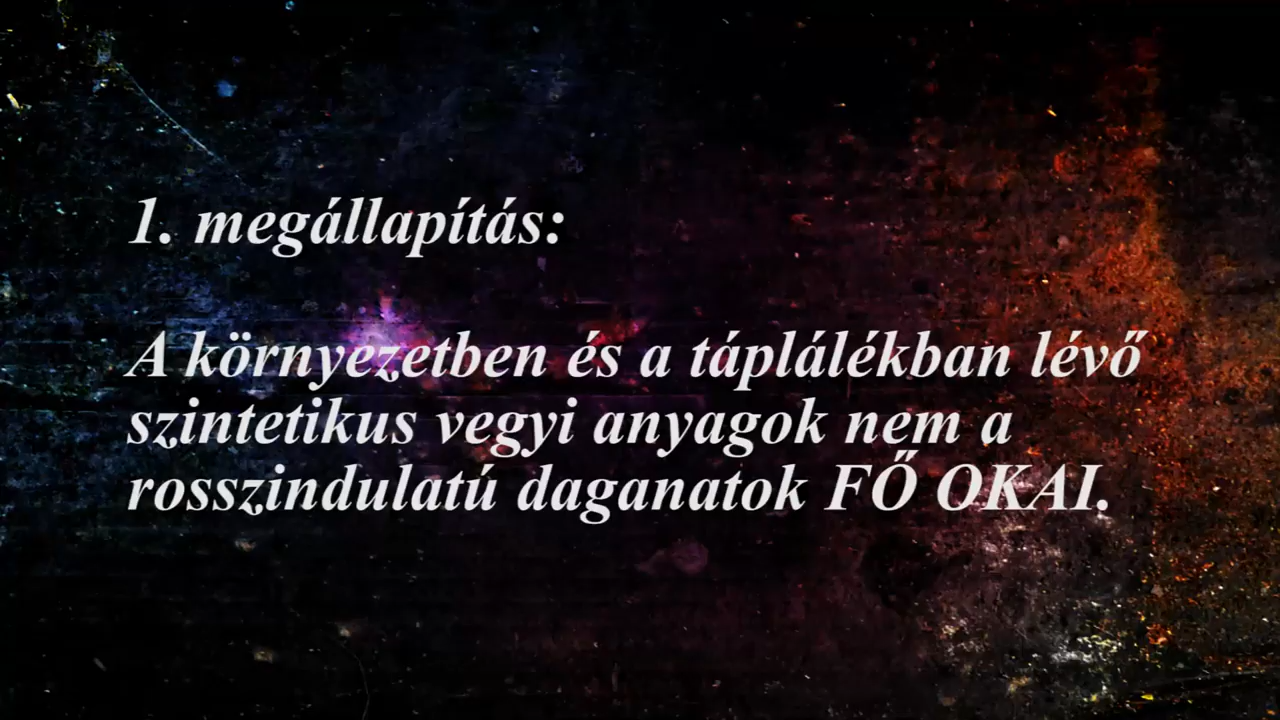 1. megállapítás:
A környezetben és a táplálékban lévő
szintetikus vegyi anyagok nem a
rosszindulatú daganatok FŐ OKAI.